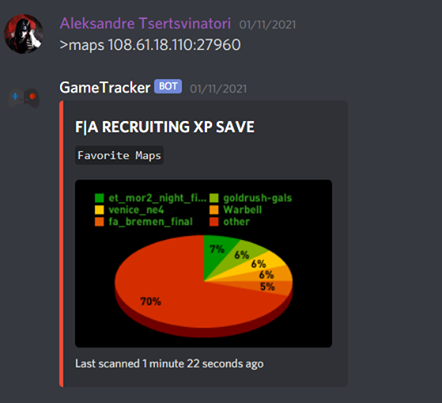 Aleksandre Tsertsvinatori 01/11/2021
>maps 108.61.18.110:27960
GameTracker BOT 01/11/2021
F|A RECRUITING XP SAVE
Favorite Maps
et_mor2_night_fi... goldrush-gals
venice_ne4 Warbell
fa_bremen_final other
7%
6%
6%
6%
5%
70%
Last scanned 1 minute 22 seconds ago